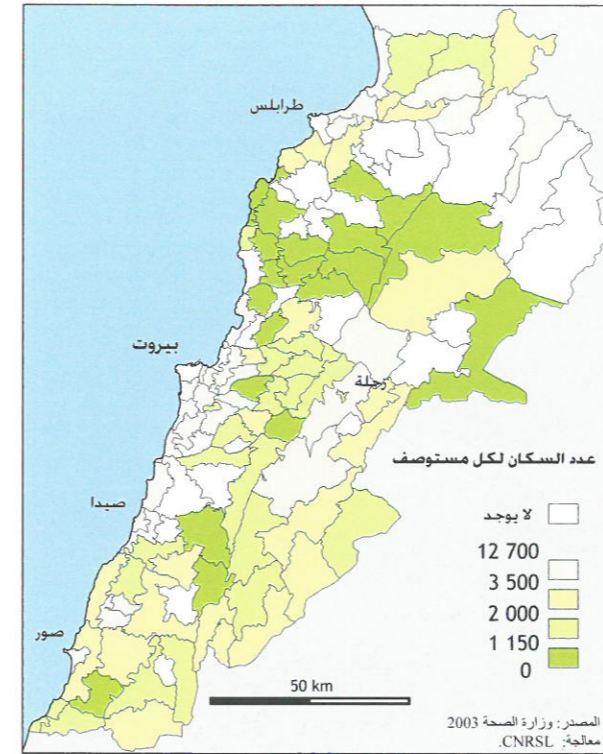 طرابلس
بيروت
زحلة
صيدا
صور
عدد السكان لكل مستوصف
لا يوجد
12 700
3 500
2 000
1 150
0
50 km
المصدر: وزارة الصحة 2003
معالجة: CNRSL.